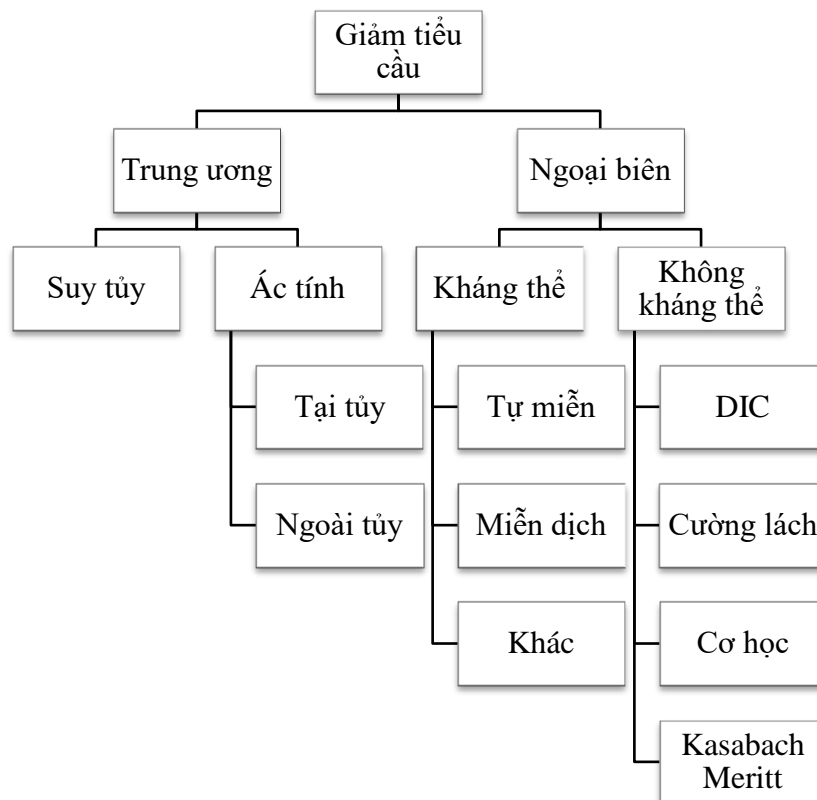 Giảm tiểu
cầu
Trung ương
Ngoại biên
Suy tủy
Ác tính
Kháng thể
Không
kháng thể
Tại tủy
Tự miễn
DIC
Ngoài tủy
Miễn dịch
Cường lách
Khác
Cơ học
Kasabach
Meritt